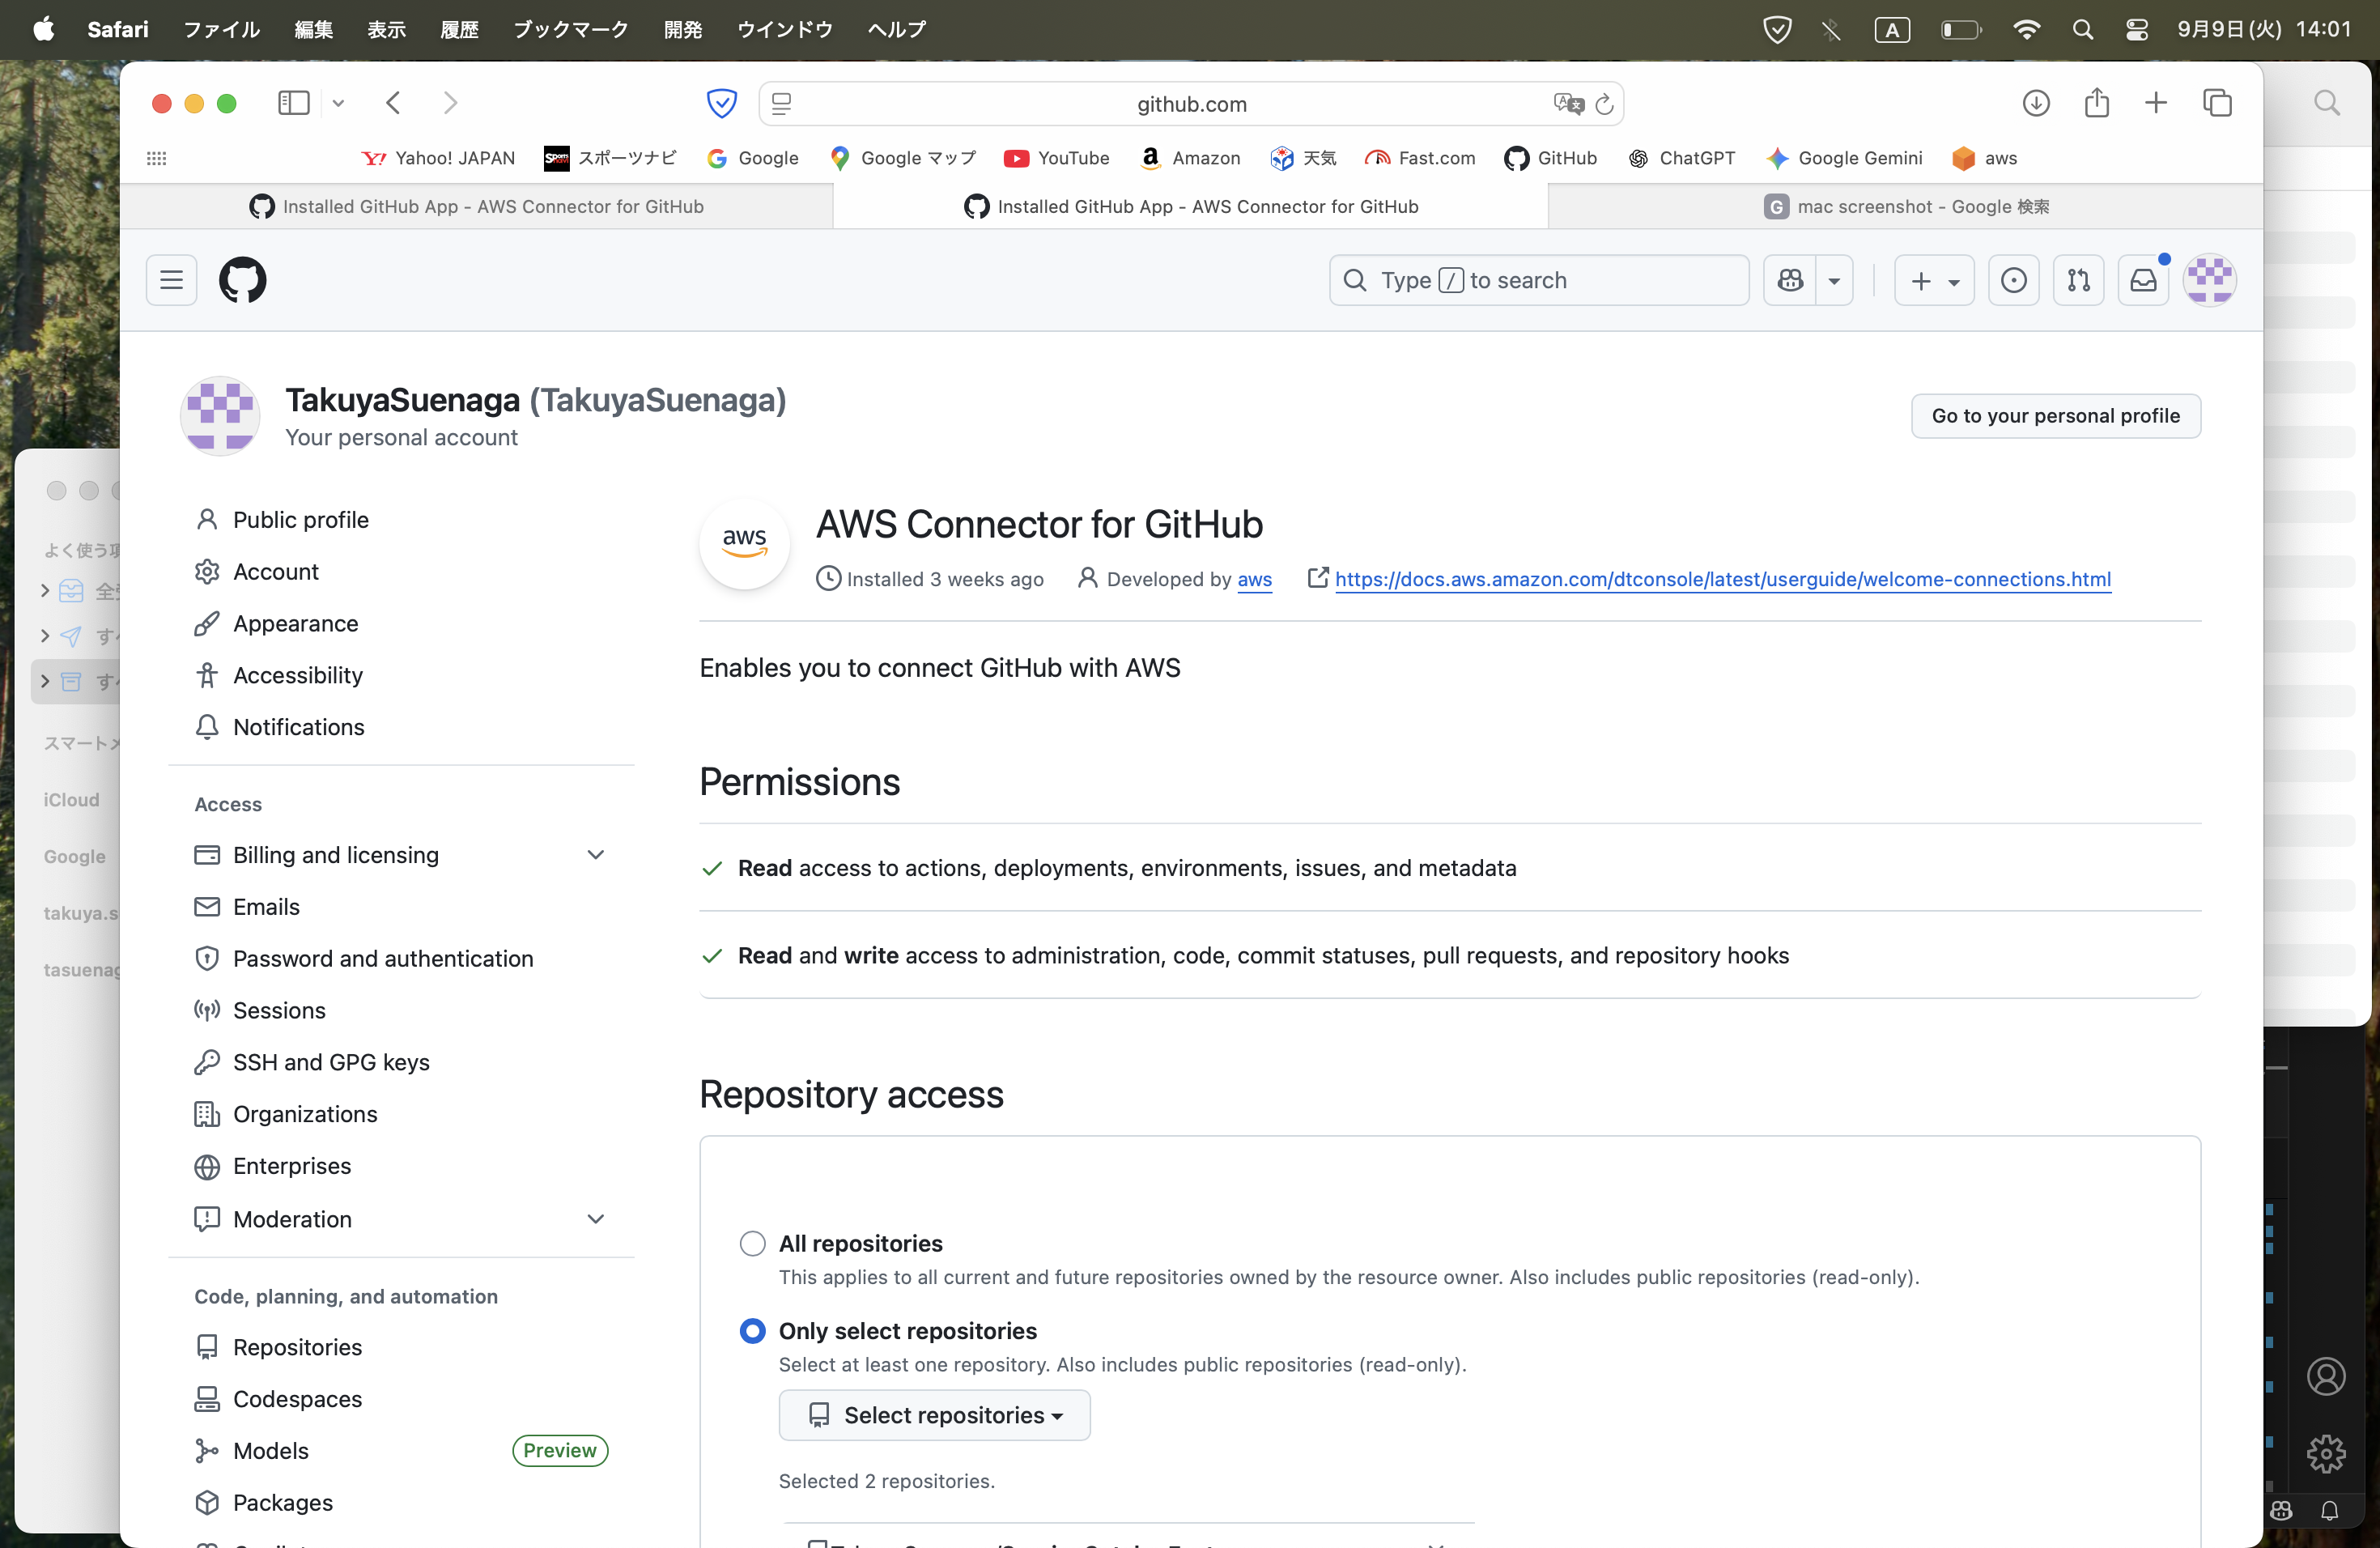 Safari ファイル 編集 表示 履歴 ブックマーク 開発 ウインドウ ヘルプ
A 9月9日(火) 14:01
github.com
Yahoo! JAPAN スポーツナビ Google Google マップ YouTube Amazon 天気 Fast.com GitHub ChatGPT Google Gemini aws
Installed GitHub App - AWS Connector for GitHub
Installed GitHub App - AWS Connector for GitHub
G mac screenshot - Google 検索
Type / to search
TakuyaSuenaga (TakuyaSuenaga)
Your personal account
Go to your personal profile
よく使う項
全受
すべ
すべ
スマートメ
iCloud
Google
takuya.s
tasuenag
Public profile
Account
Appearance
Accessibility
Notifications
Access
Billing and licensing
Emails
Password and authentication
Sessions
SSH and GPG keys
Organizations
Enterprises
Moderation
Code, planning, and automation
Repositories
Codespaces
Models Preview
Packages
aws
AWS Connector for GitHub
Installed 3 weeks ago Developed by aws https://docs.aws.amazon.com/dtconsole/latest/userguide/welcome-connections.html
Enables you to connect GitHub with AWS
Permissions
Read access to actions, deployments, environments, issues, and metadata
Read and write access to administration, code, commit statuses, pull requests, and repository hooks
Repository access
All repositories
This applies to all current and future repositories owned by the resource owner. Also includes public repositories (read-only).
Only select repositories
Select at least one repository. Also includes public repositories (read-only).
Select repositories
Selected 2 repositories.